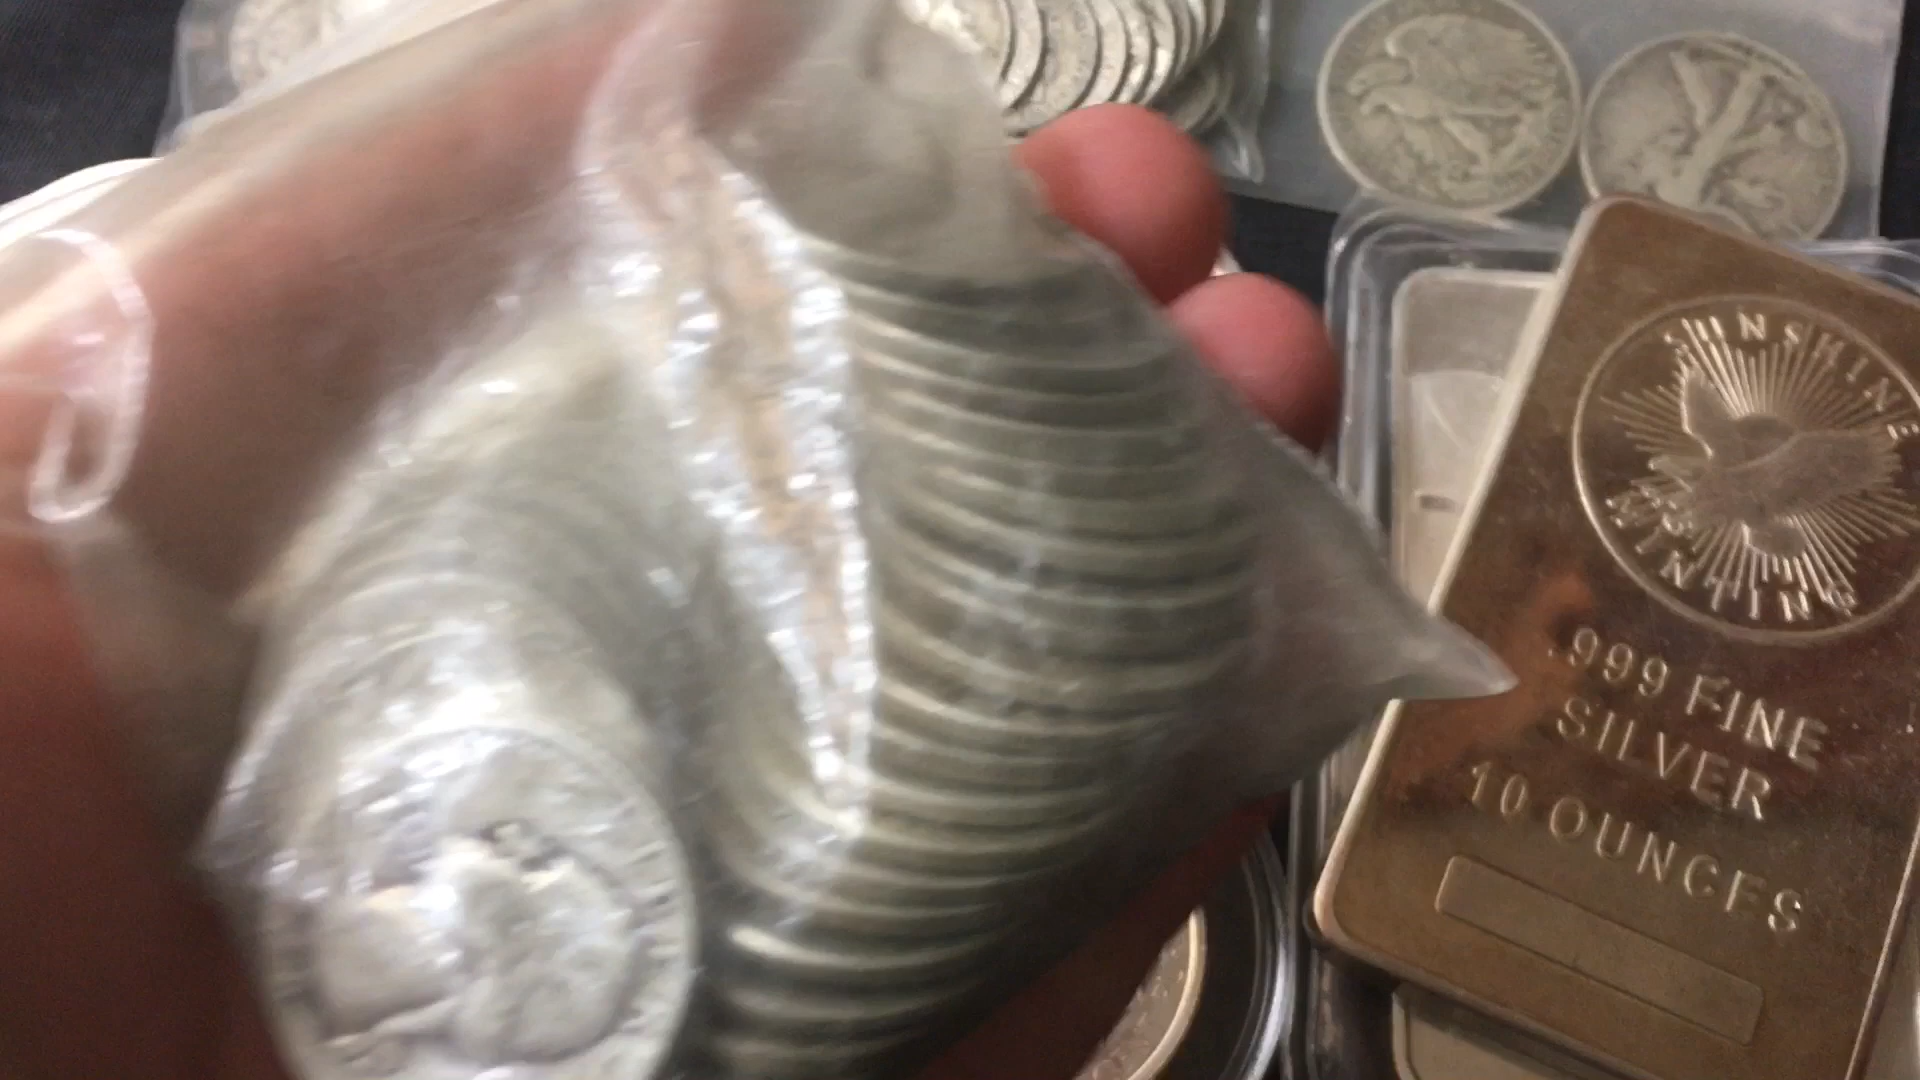 SUNSHINE
MINTING
.999 FINE
SILVER
10 OUNCES